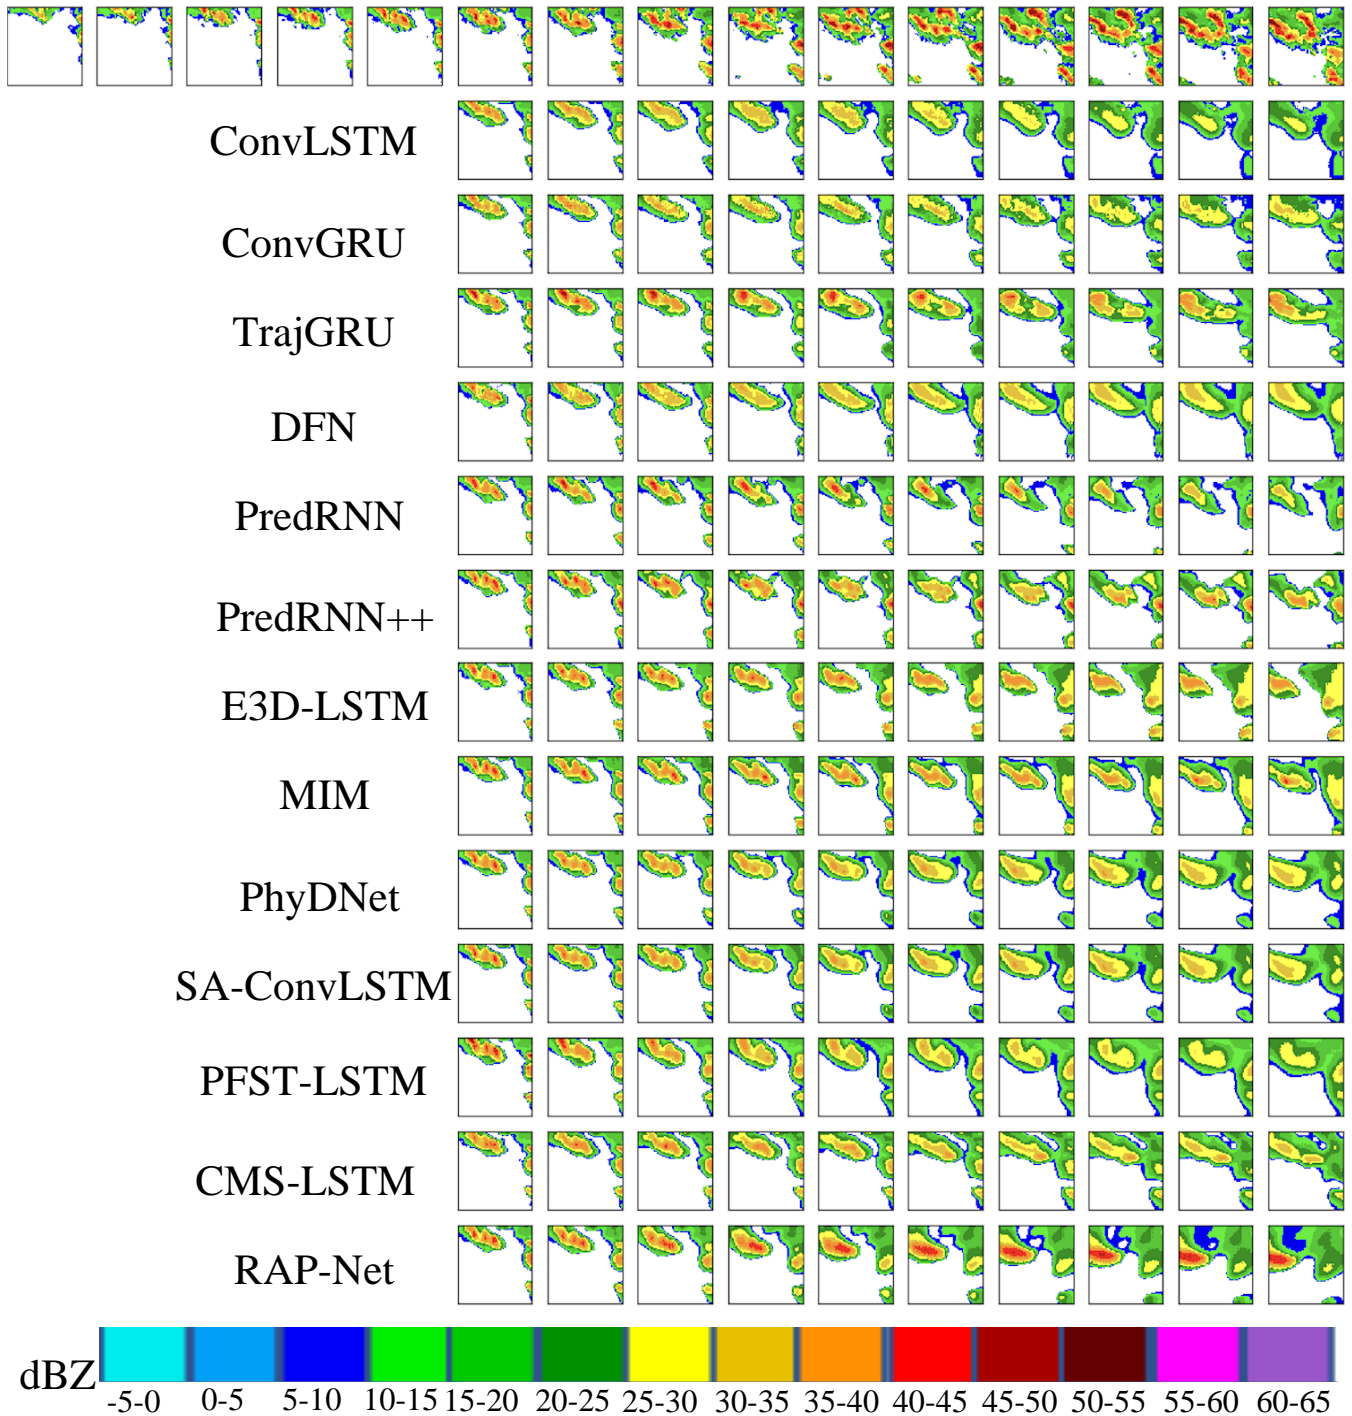 ConvLSTM
ConvGRU
TrajGRU
DFN
PredRNN
PredRNN++
E3D-LSTM
MIM
PhyDNet
SA-ConvLSTM
PFST-LSTM
CMS-LSTM
RAP-Net
dBZ
-5-0 0-5 5-10 10-15 15-20 20-25 25-30 30-35 35-40 40-45 45-50 50-55 55-60 60-65